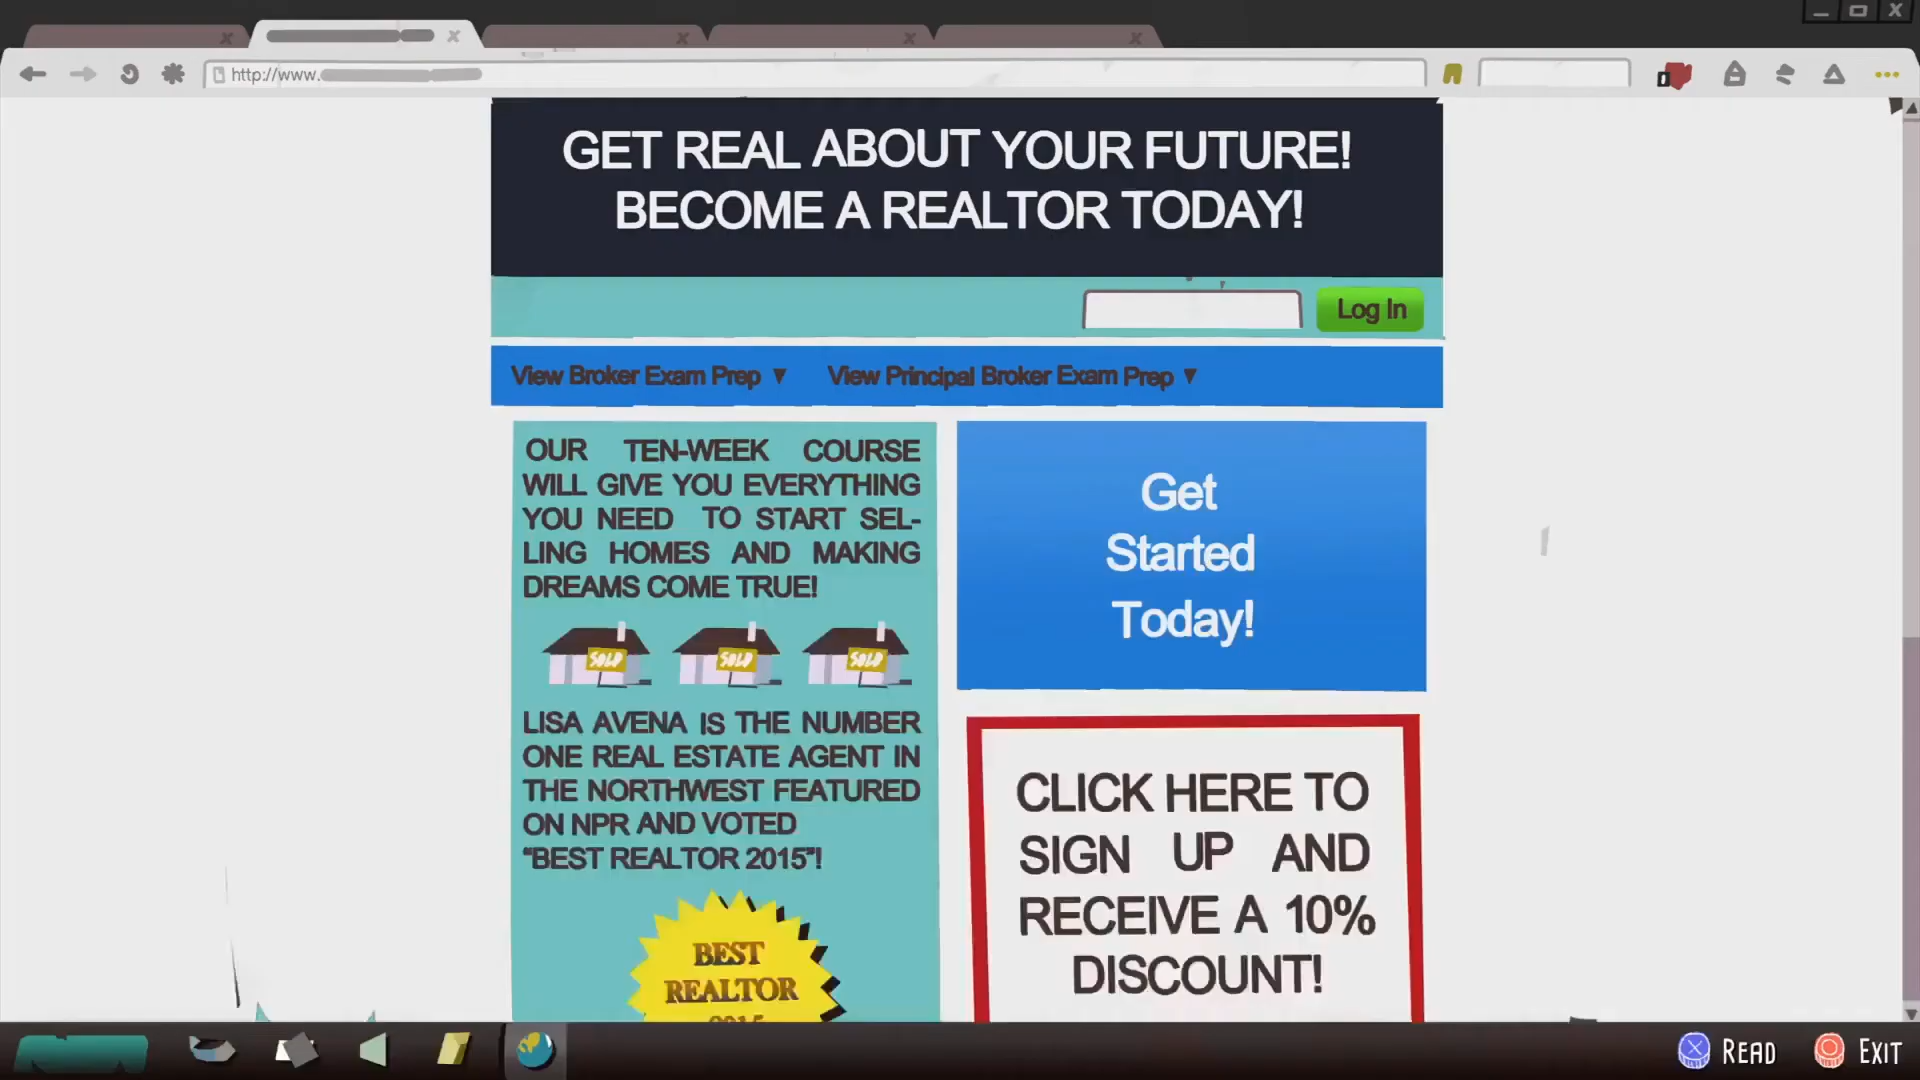 http://www.
GET REAL ABOUT YOUR FUTURE!
BECOME A REALTOR TODAY!
Log In
View Broker Exam Prep ▼ View Principal Broker Exam Prep ▼
OUR TEN-WEEK COURSE
WILL GIVE YOU EVERYTHING
YOU NEED TO START SEL-
LING HOMES AND MAKING
DREAMS COME TRUE!
SOLD SOLD SOLD
LISA AVENA IS THE NUMBER
ONE REAL ESTATE AGENT IN
THE NORTHWEST FEATURED
ON NPR AND VOTED
“BEST REALTOR 2015”!
BEST
REALTOR
2015
Get
Started
Today!
CLICK HERE TO
SIGN UP AND
RECEIVE A 10%
DISCOUNT!
READ EXIT